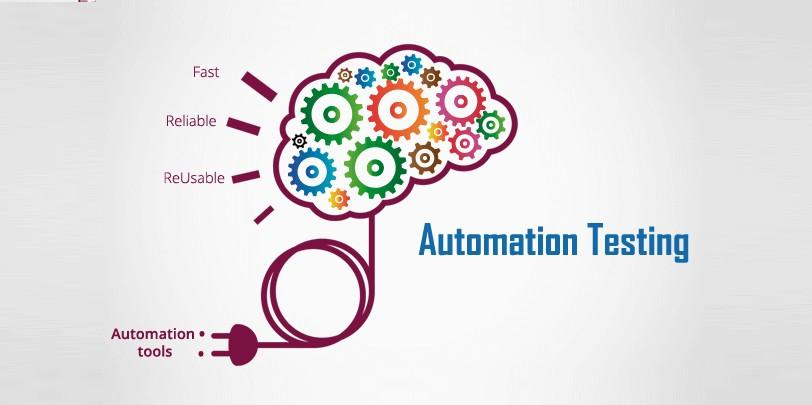 Fast
Reliable
ReUsable
Automation Testing
Automation
tools